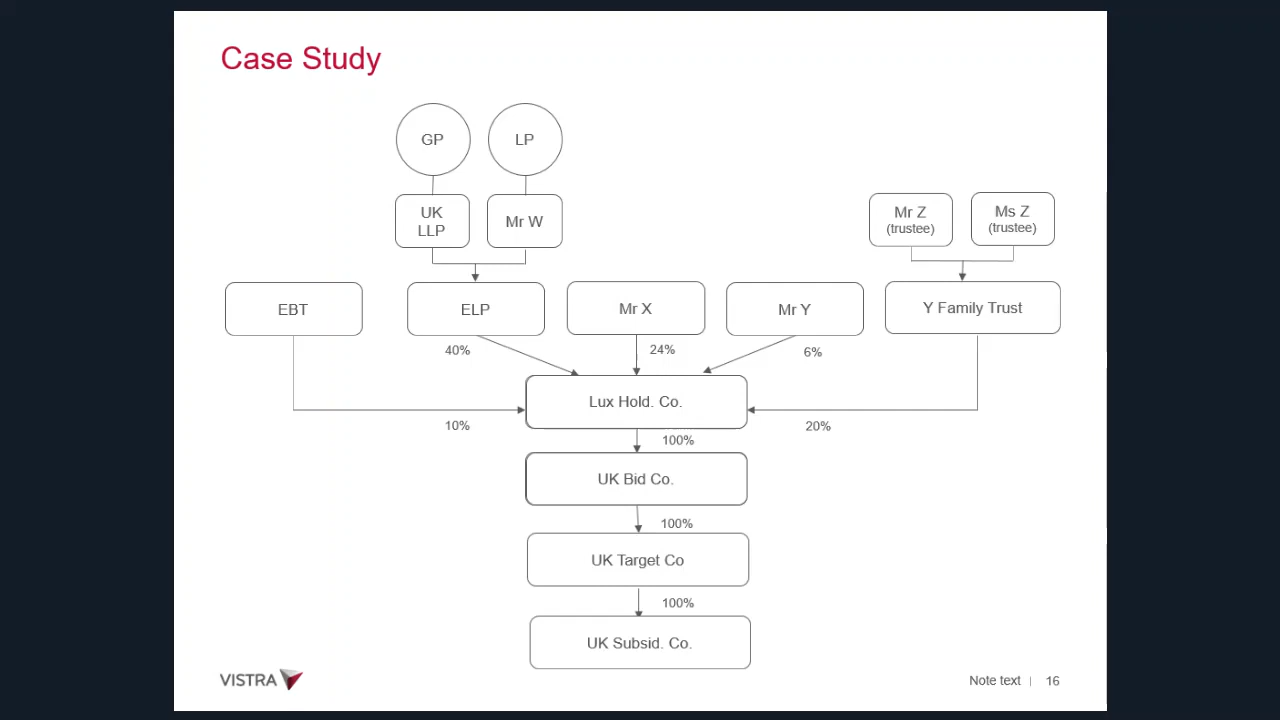 Case Study
GP
LP
UK
LLP
Mr W
Mr Z
(trustee)
Ms Z
(trustee)
EBT
ELP
Mr X
Mr Y
Y Family Trust
40%
24%
6%
Lux Hold. Co.
10%
20%
100%
UK Bid Co.
100%
UK Target Co
100%
UK Subsid. Co.
VISTRA
Note text | 16